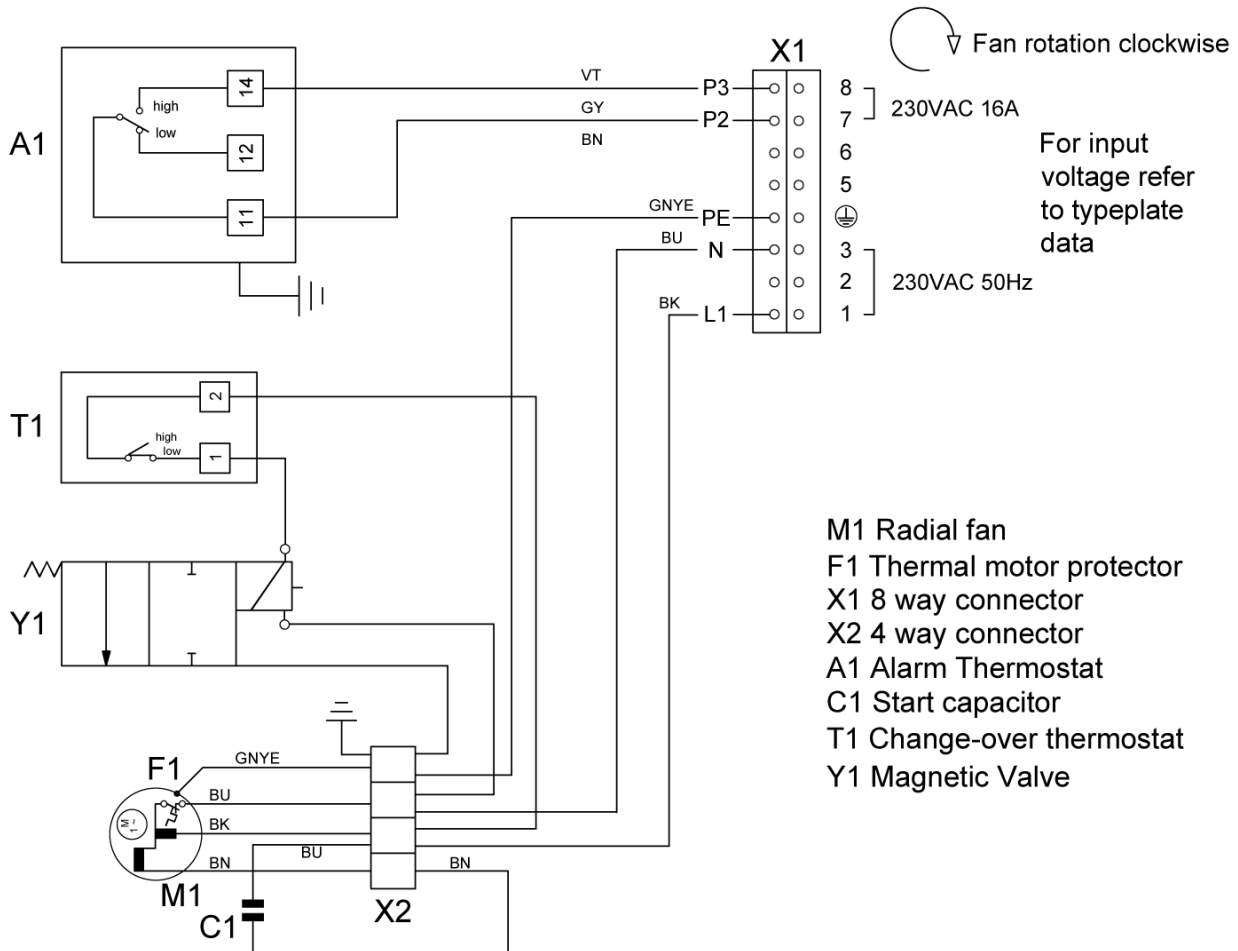 X1
Fan rotation clockwise
A1
14
high
low
12
11
VT
GY
BN
GNYE
BU
BK
P3
P2
PE
N
L1
8
7
6
5
3
2
1
230VAC 16A
230VAC 50Hz
For input
voltage refer
to typeplate
data
T1
2
high
low
1
Y1
M1 Radial fan
F1 Thermal motor protector
X1 8 way connector
X2 4 way connector
A1 Alarm Thermostat
C1 Start capacitor
T1 Change-over thermostat
Y1 Magnetic Valve
F1
GNYE
BU
M
1 ~
BK
BU
BN
BN
M1
C1
X2